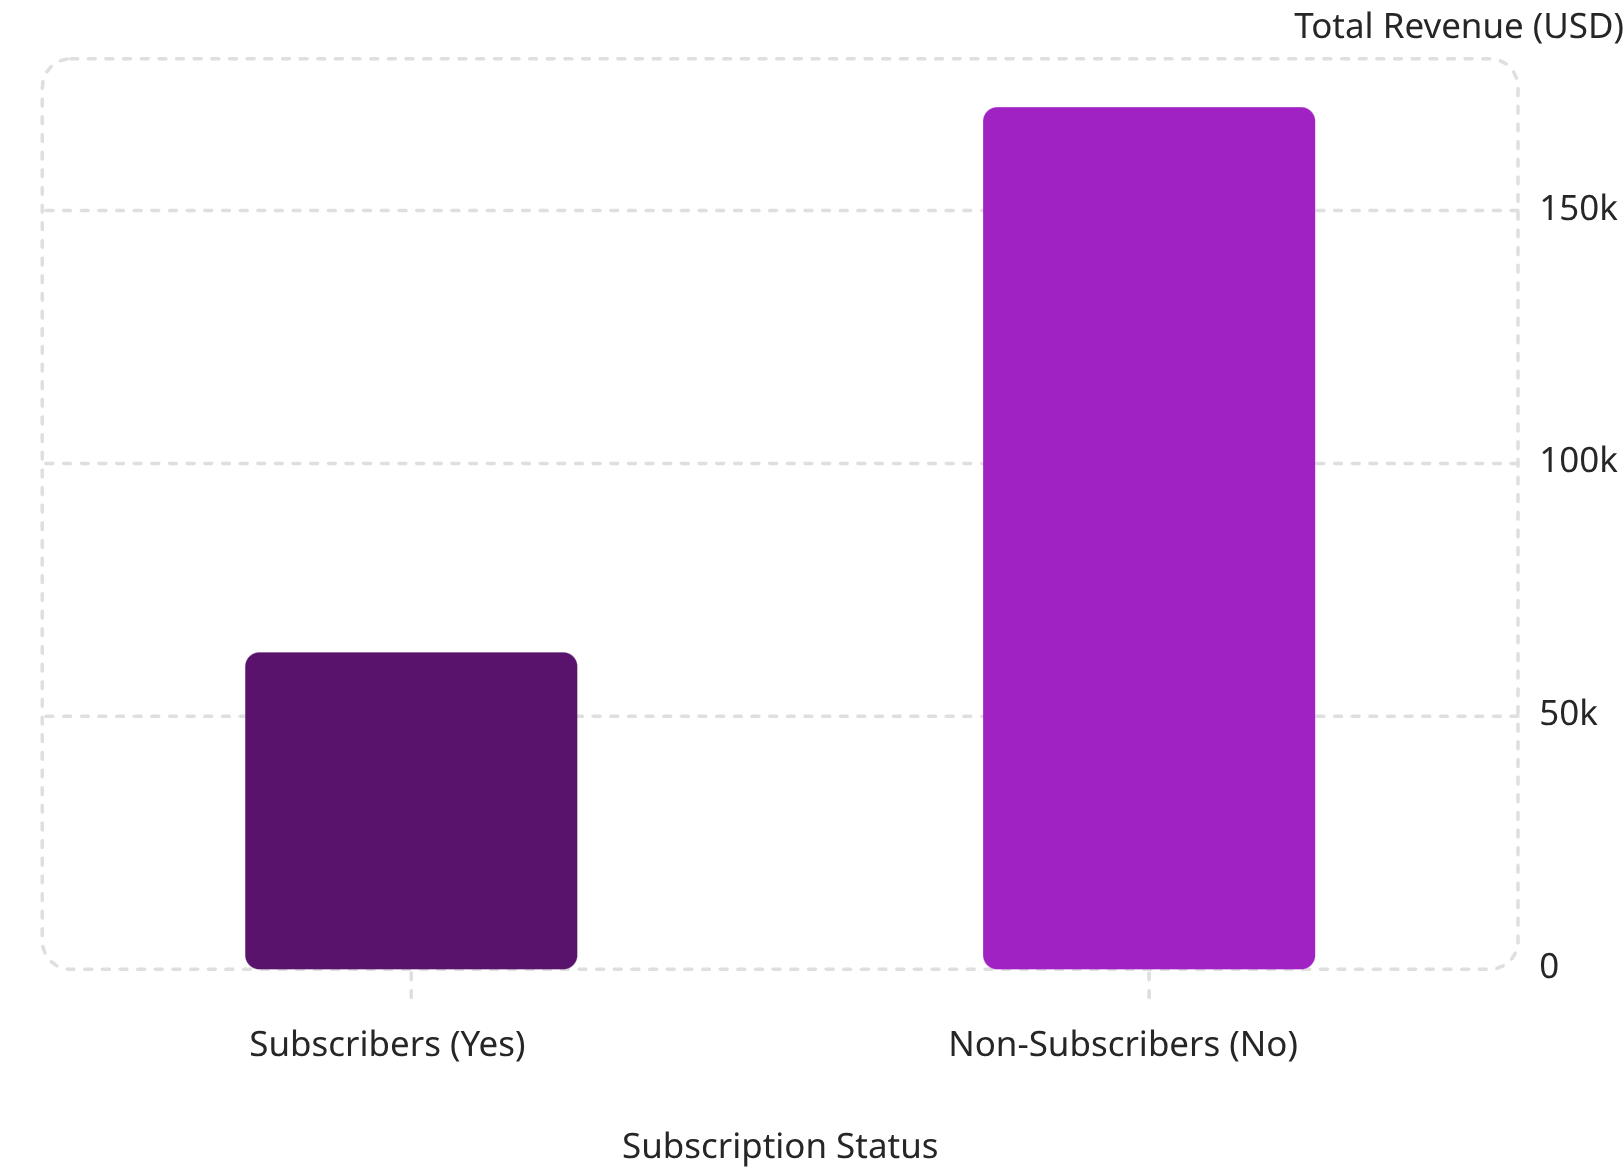 Total Revenue (USD)
150k
100k
50k
0
Subscribers (Yes)
Non-Subscribers (No)
Subscription Status